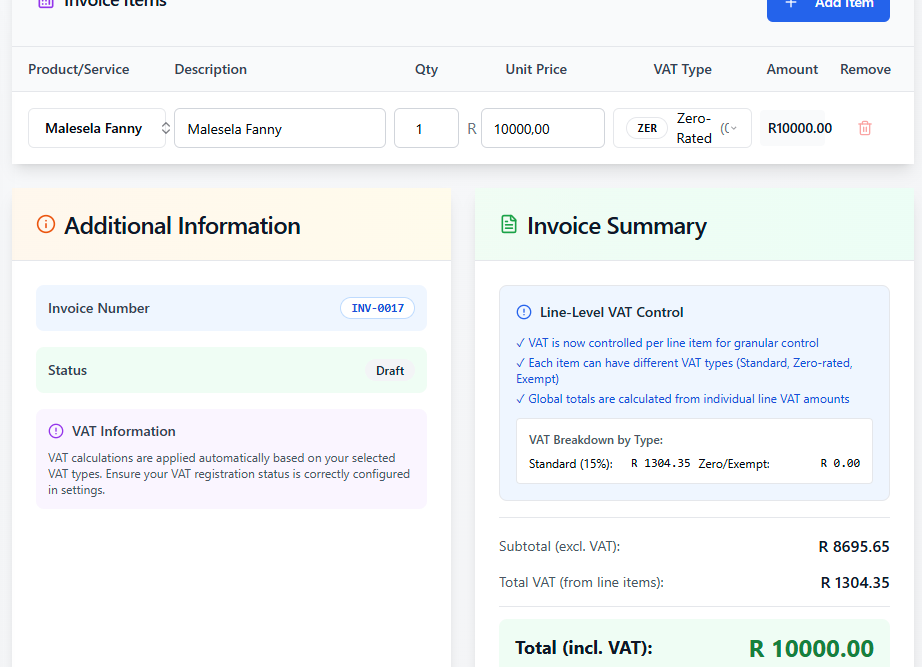 Invoice Items
+ Add Item
Product/Service Description Qty Unit Price VAT Type Amount Remove
Malesela Fanny Malesela Fanny 1 R 10000,00 ZER Zero-Rated (( R10000.00
Additional Information
Invoice Number INV-0017
Status Draft
VAT Information
VAT calculations are applied automatically based on your selected
VAT types. Ensure your VAT registration status is correctly configured
in settings.
Invoice Summary
Line-Level VAT Control
✓ VAT is now controlled per line item for granular control
✓ Each item can have different VAT types (Standard, Zero-rated,
Exempt)
✓ Global totals are calculated from individual line VAT amounts
VAT Breakdown by Type:
Standard (15%): R 1304.35 Zero/Exempt: R 0.00
Subtotal (excl. VAT): R 8695.65
Total VAT (from line items): R 1304.35
Total (incl. VAT): R 10000.00